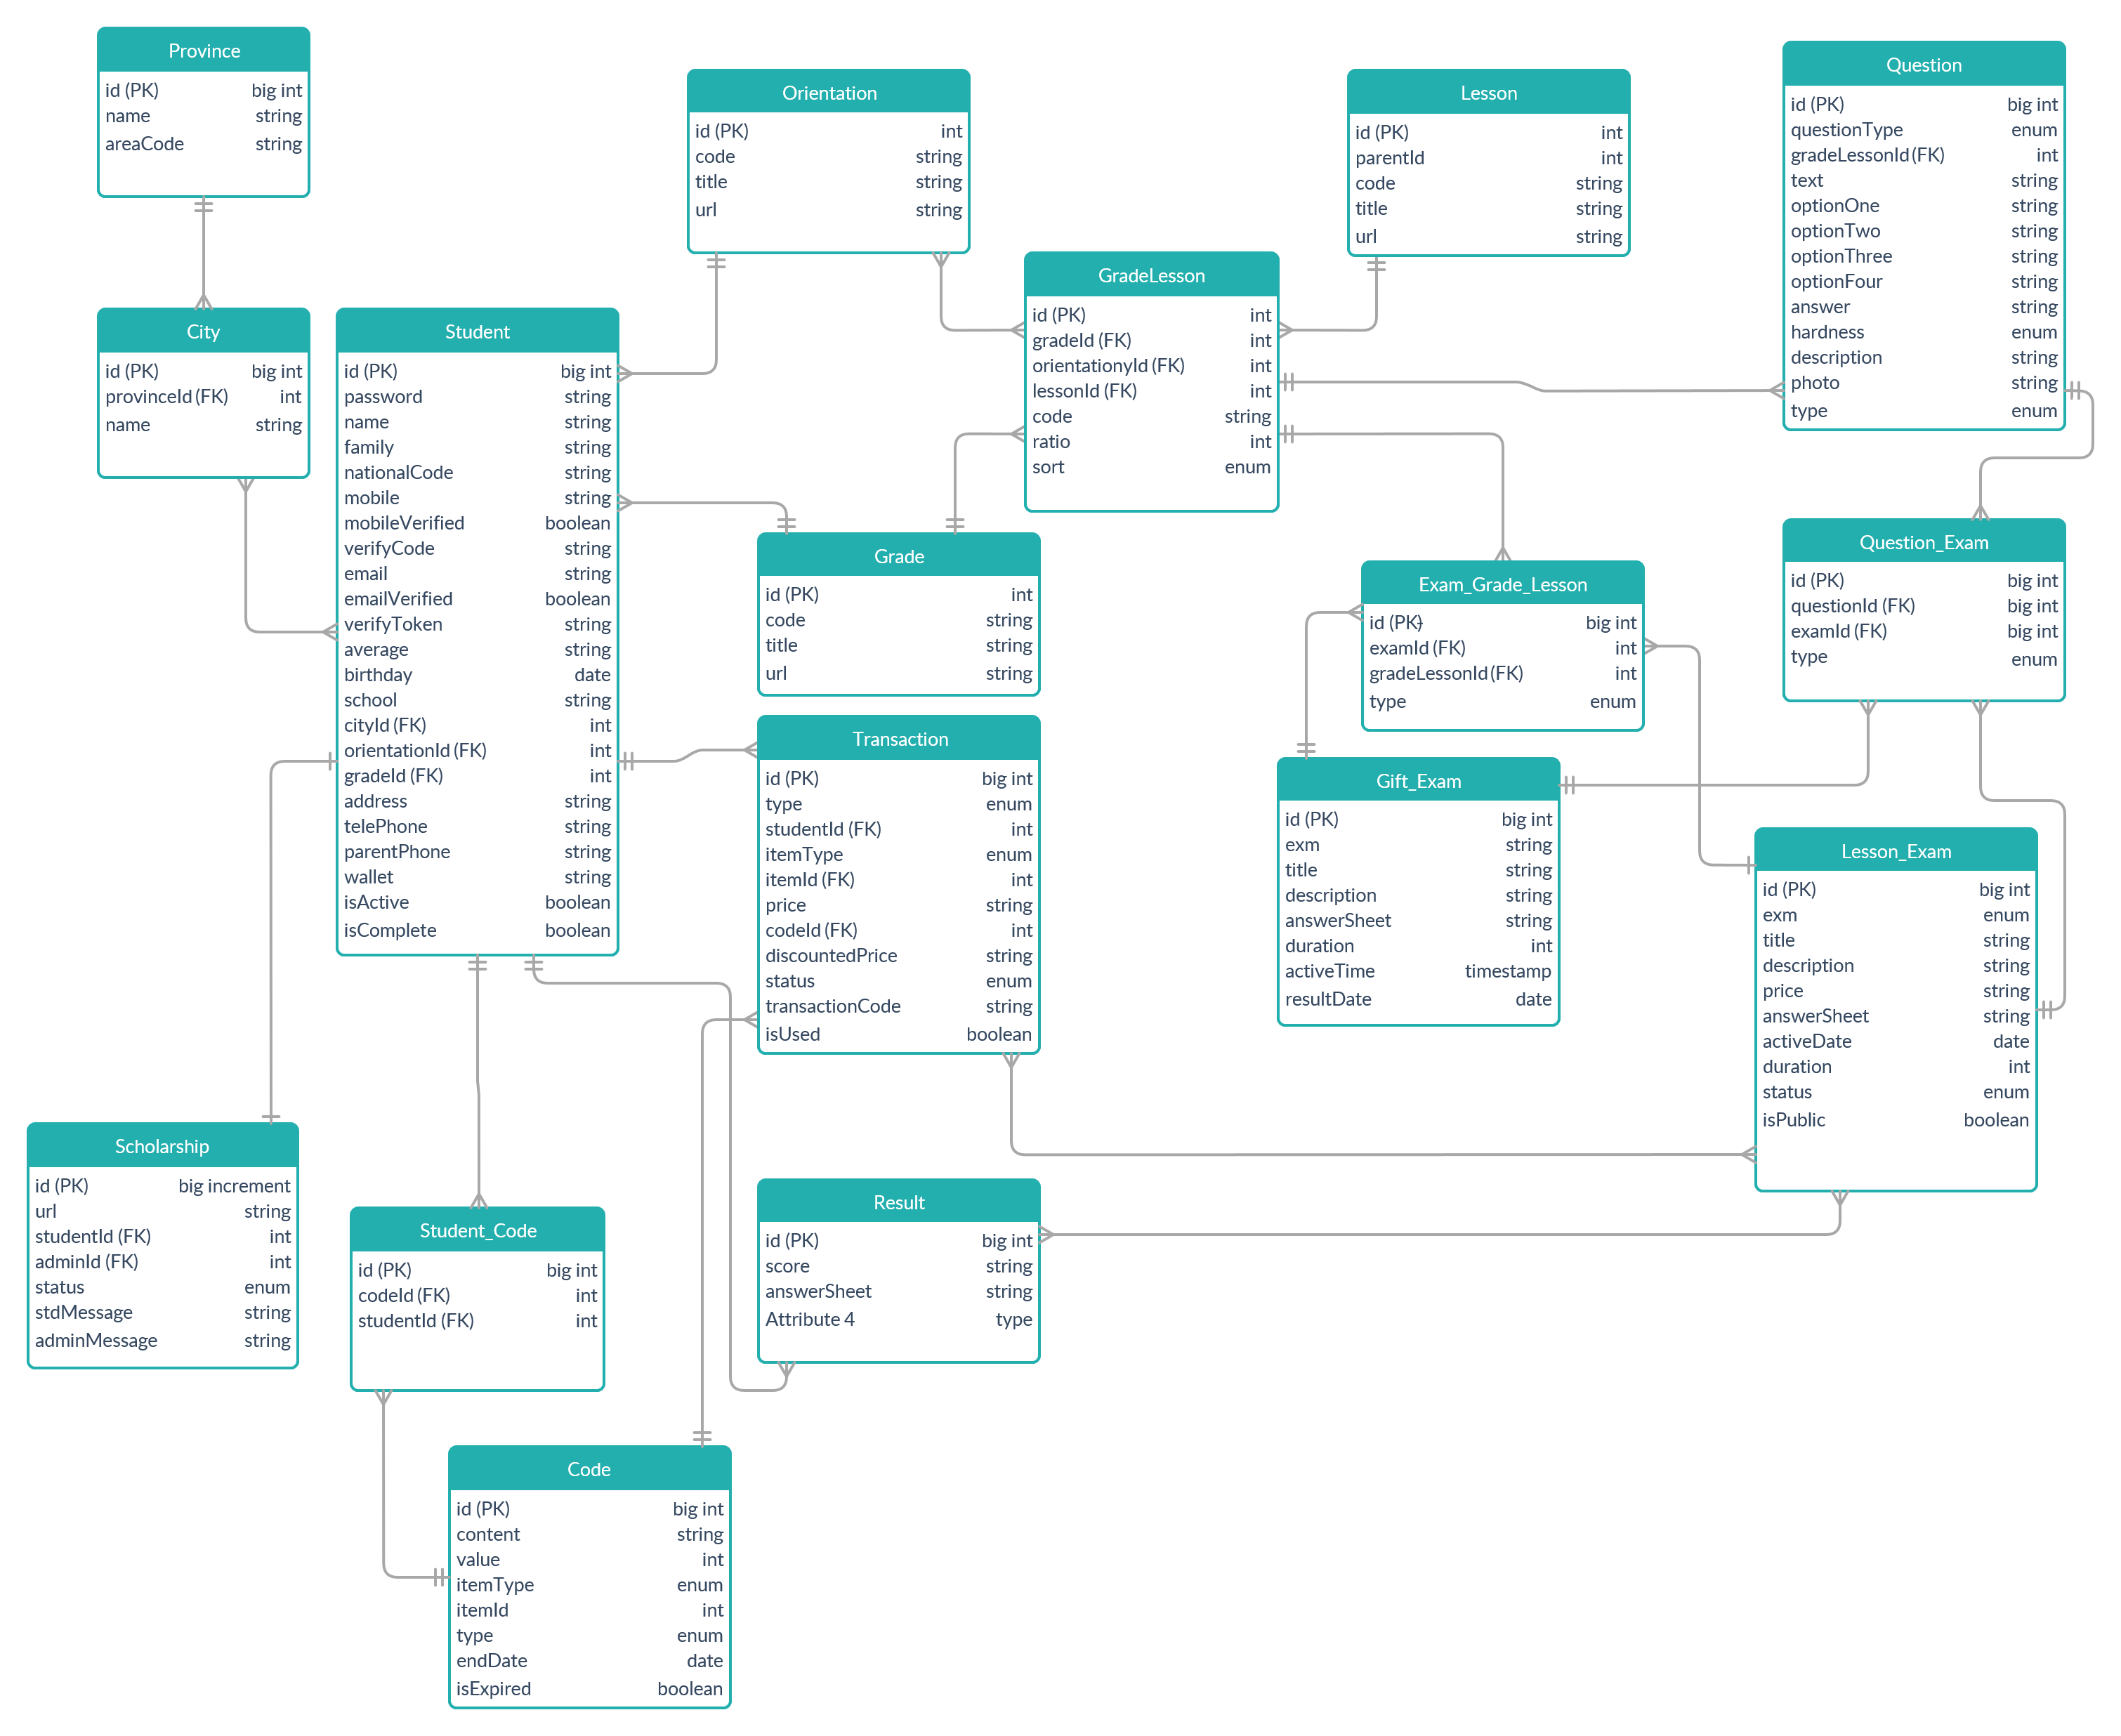 Province
id (PK) big int
name string
areaCode string
Orientation
id (PK) int
code string
title string
url string
Lesson
id (PK) int
parentId int
code string
title string
url string
Question
id (PK) big int
questionType enum
gradeLessonId (FK) int
text string
optionOne string
optionTwo string
optionThree string
optionFour string
answer string
hardness enum
description string
photo string
type enum
GradeLesson
id (PK) int
gradeId (FK) int
orientationyId (FK) int
lessonId (FK) int
code string
ratio int
sort enum
City
id (PK) big int
provinceId (FK) int
name string
Student
id (PK) big int
password string
name string
family string
nationalCode string
mobile string
mobileVerified boolean
verifyCode string
email string
emailVerified boolean
verifyToken string
average string
birthday date
school string
cityId (FK) int
orientationId (FK) int
gradeId (FK) int
address string
telePhone string
parentPhone string
wallet string
isActive boolean
isComplete boolean
Grade
id (PK) int
code string
title string
url string
Exam_Grade_Lesson
id (PK) big int
examId (FK) int
gradeLessonId (FK) int
type enum
Question_Exam
id (PK) big int
questionId (FK) big int
examId (FK) big int
type enum
Transaction
id (PK) big int
type enum
studentId (FK) int
itemType enum
itemId (FK) int
price string
codeId (FK) int
discountedPrice string
status enum
transactionCode string
isUsed boolean
Gift_Exam
id (PK) big int
exm string
title string
description string
answerSheet string
duration int
activeTime timestamp
resultDate date
Lesson_Exam
id (PK) big int
exm enum
title string
description string
price string
answerSheet string
activeDate date
duration int
status enum
isPublic boolean
Scholarship
id (PK) big increment
url string
studentId (FK) int
adminId (FK) int
status enum
stdMessage string
adminMessage string
Student_Code
id (PK) big int
codeId (FK) int
studentId (FK) int
Result
id (PK) big int
score string
answerSheet string
Attribute 4 type
Code
id (PK) big int
content string
value int
itemType enum
itemId int
type enum
endDate date
isExpired boolean